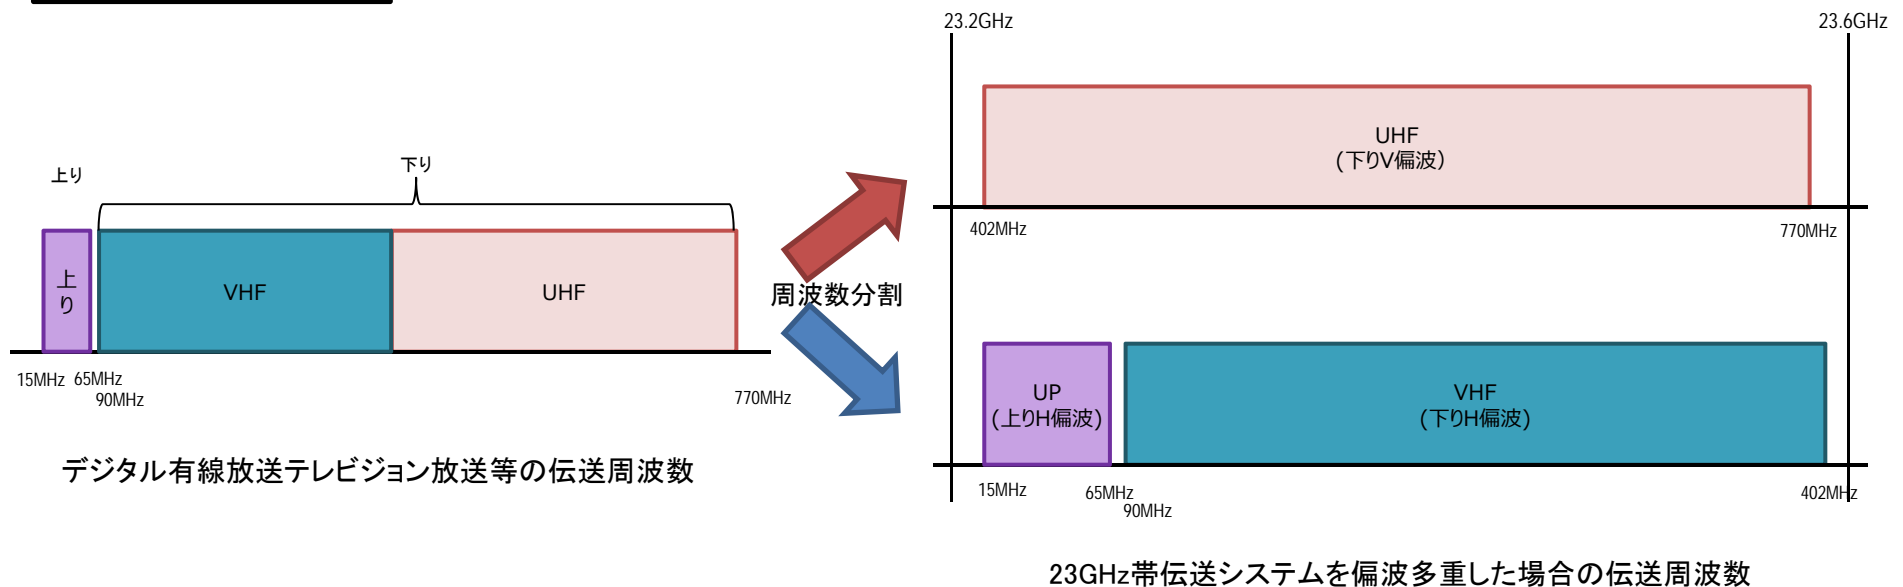 上り
下り
上
り
VHF
UHF
15MHz
65MHz
90MHz
770MHz
デジタル有線放送テレビジョン放送等の伝送周波数
周波数分割
23.2GHz
23.6GHz
UHF
(下りV偏波)
402MHz
770MHz
UP
(上りH偏波)
VHF
(下りH偏波)
15MHz
65MHz
90MHz
402MHz
23GHz帯伝送システムを偏波多重した場合の伝送周波数